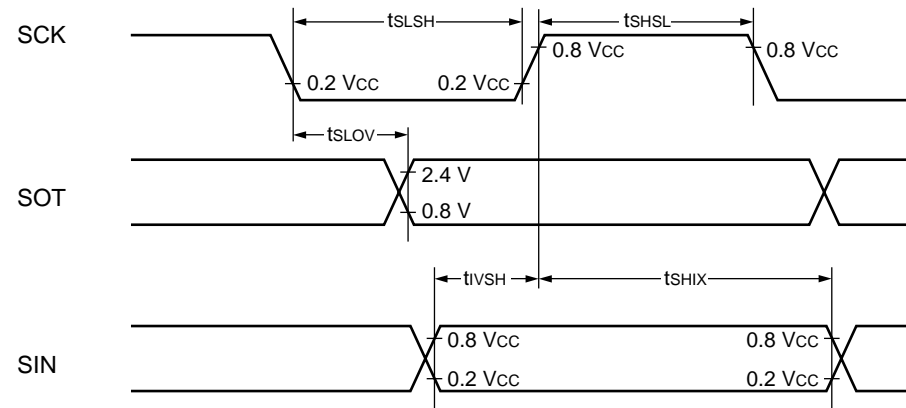 tSLSH tSHSL
SCK
0.8 VCC 0.8 VCC
0.2 VCC 0.2 VCC
tSLOV
2.4 V
SOT
0.8 V
tIVSH tSHIX
0.8 VCC 0.8 VCC
SIN
0.2 VCC 0.2 VCC